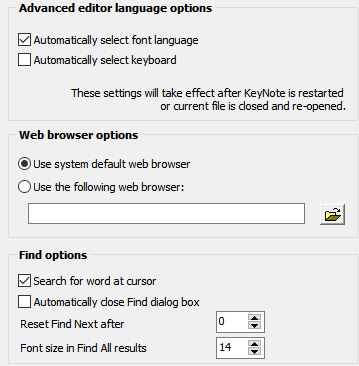 Advanced editor language options
Automatically select font language
Automatically select keyboard
These settings will take effect after KeyNote is restarted
or current file is closed and re-opened.
Web browser options
Use system default web browser
Use the following web browser:
Find options
Search for word at cursor
Automatically close Find dialog box
Reset Find Next after 0
Font size in Find All results 14